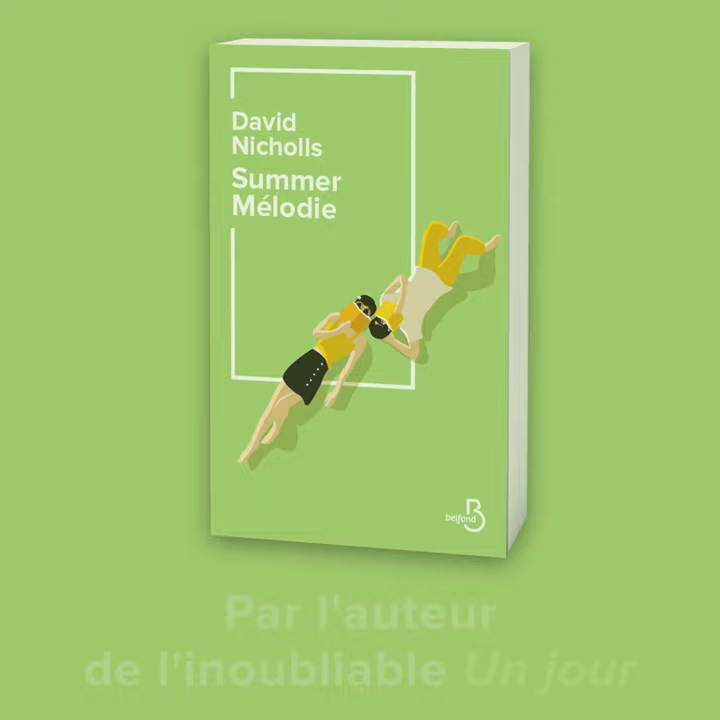 David
Nicholls
Summer
Mélodie
belfond
Par l'auteur
de l'inoubliable Un jour